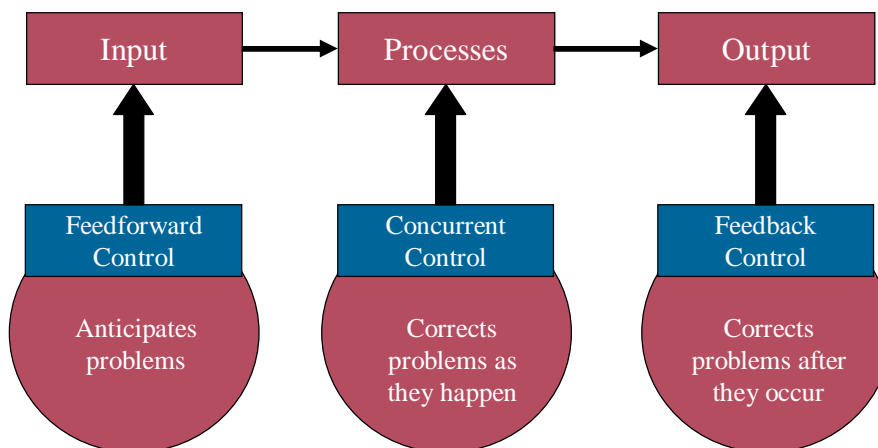 Input
Processes
Output
Feedforward
Control
Concurrent
Control
Feedback
Control
Anticipates
problems
Corrects
problems as
they happen
Corrects
problems after
they occur